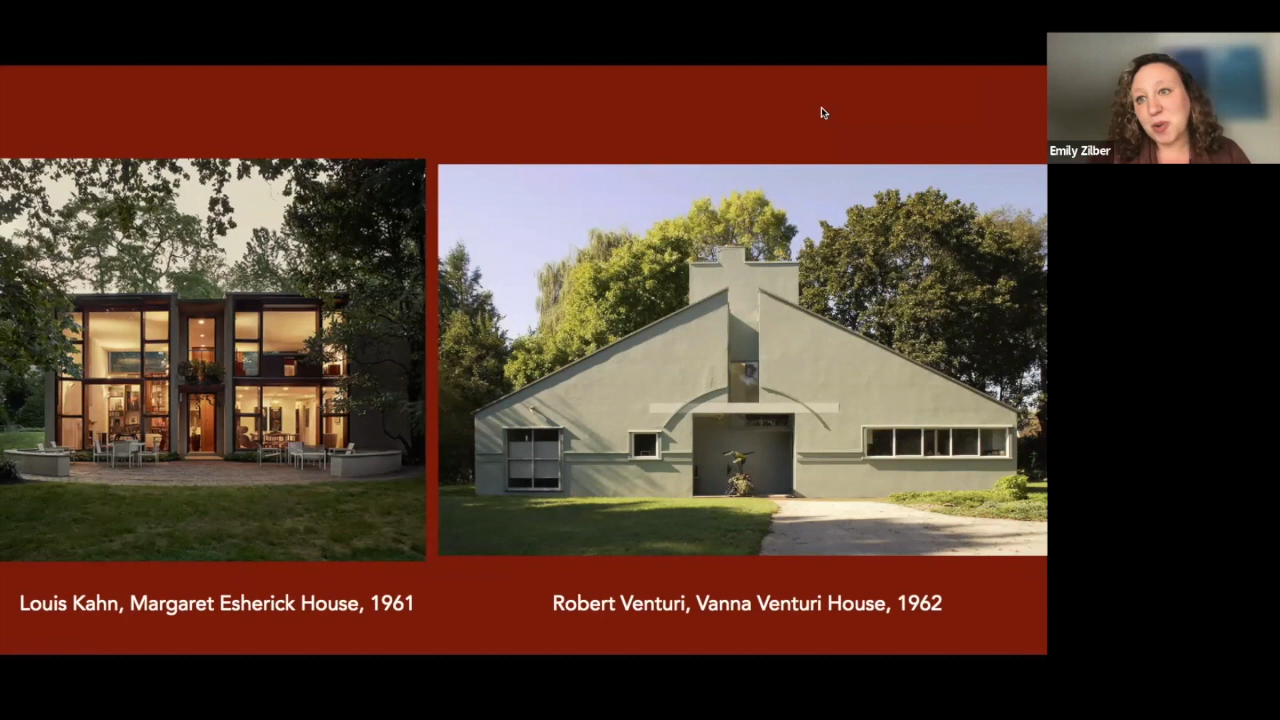 Emily Zilber
Louis Kahn, Margaret Esherick House, 1961
Robert Venturi, Vanna Venturi House, 1962